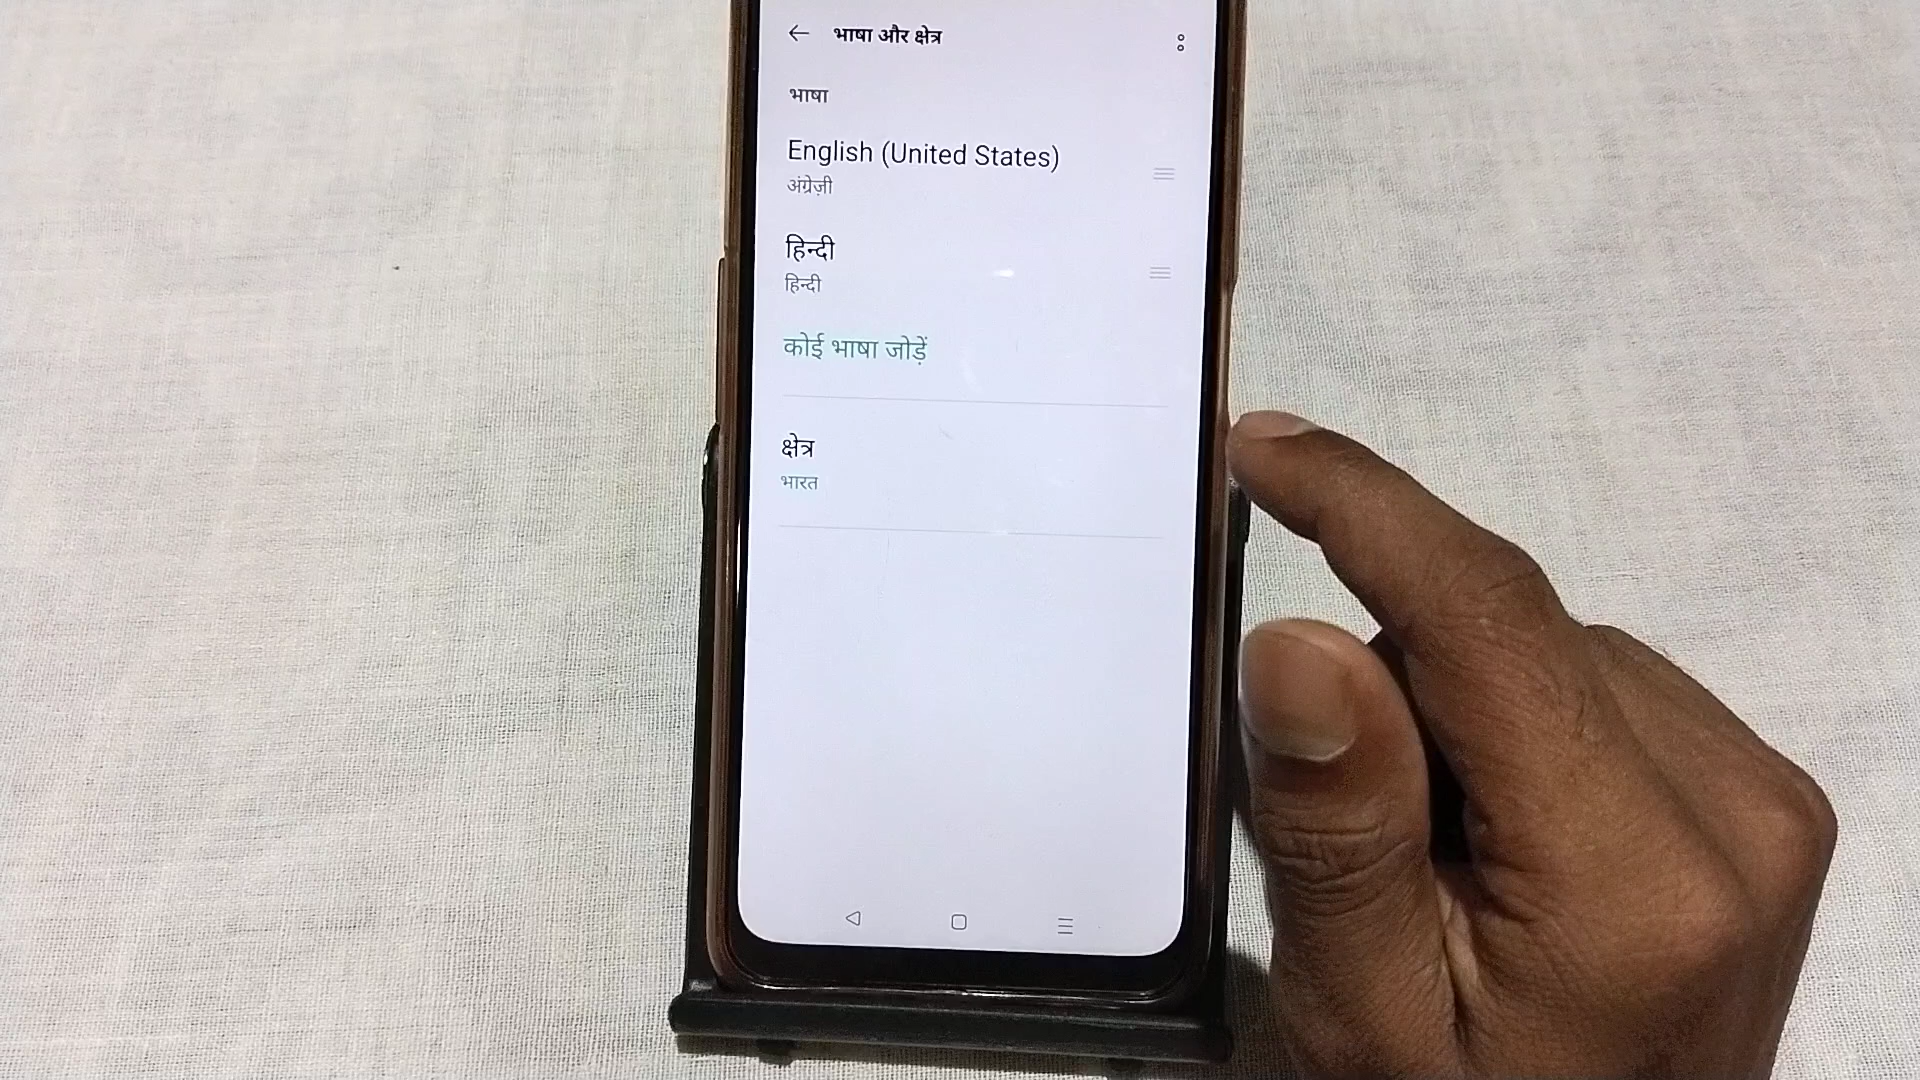 भाषा और क्षेत्र
भाषा
English (United States)
अंग्रेज़ी
हिन्दी
हिन्दी
कोई भाषा जोड़ें
क्षेत्र
भारत